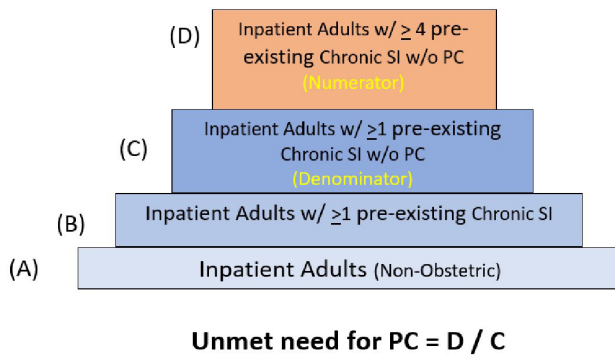 (D)
Inpatient Adults w/ ≥ 4 pre-
existing Chronic SI w/o PC
(Numerator)
(C)
Inpatient Adults w/ ≥1 pre-existing
Chronic SI w/o PC
(Denominator)
(B)
Inpatient Adults w/ ≥1 pre-existing Chronic SI
(A)
Inpatient Adults (Non-Obstetric)
Unmet need for PC = D / C